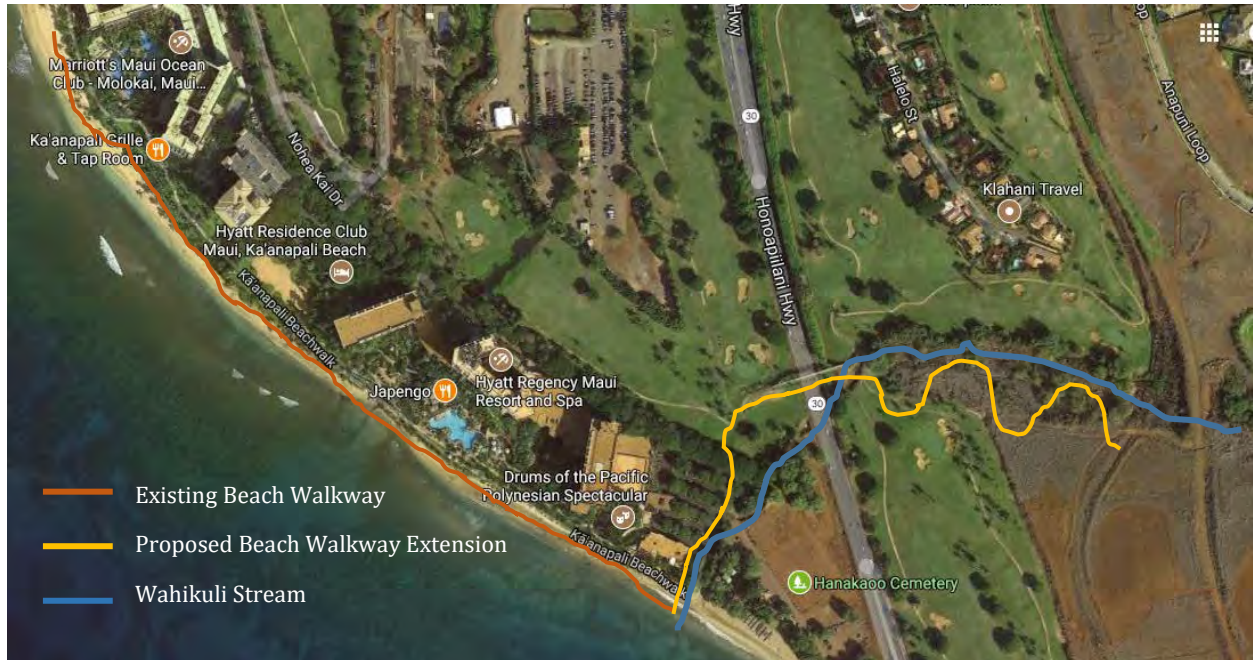 Marriott's Maui Ocean
Club - Molokai, Maui...
Ka'anapali Grille
& Tap Room
Nohea Kai Dr
Hwy
30
Halelo St
Loop
Anapuni Loop
Klahani Travel
Hyatt Residence Club
Maui, Ka'anapali Beach
Honoapiilani Hwy
Ka'anapali Beachwalk
Japengo
Hyatt Regency Maui
Resort and Spa
30
Drums of the Pacific
Polynesian Spectacular
Ka'anapali Beachwalk
Hanakaoo Cemetery
Existing Beach Walkway
Proposed Beach Walkway Extension
Wahikuli Stream